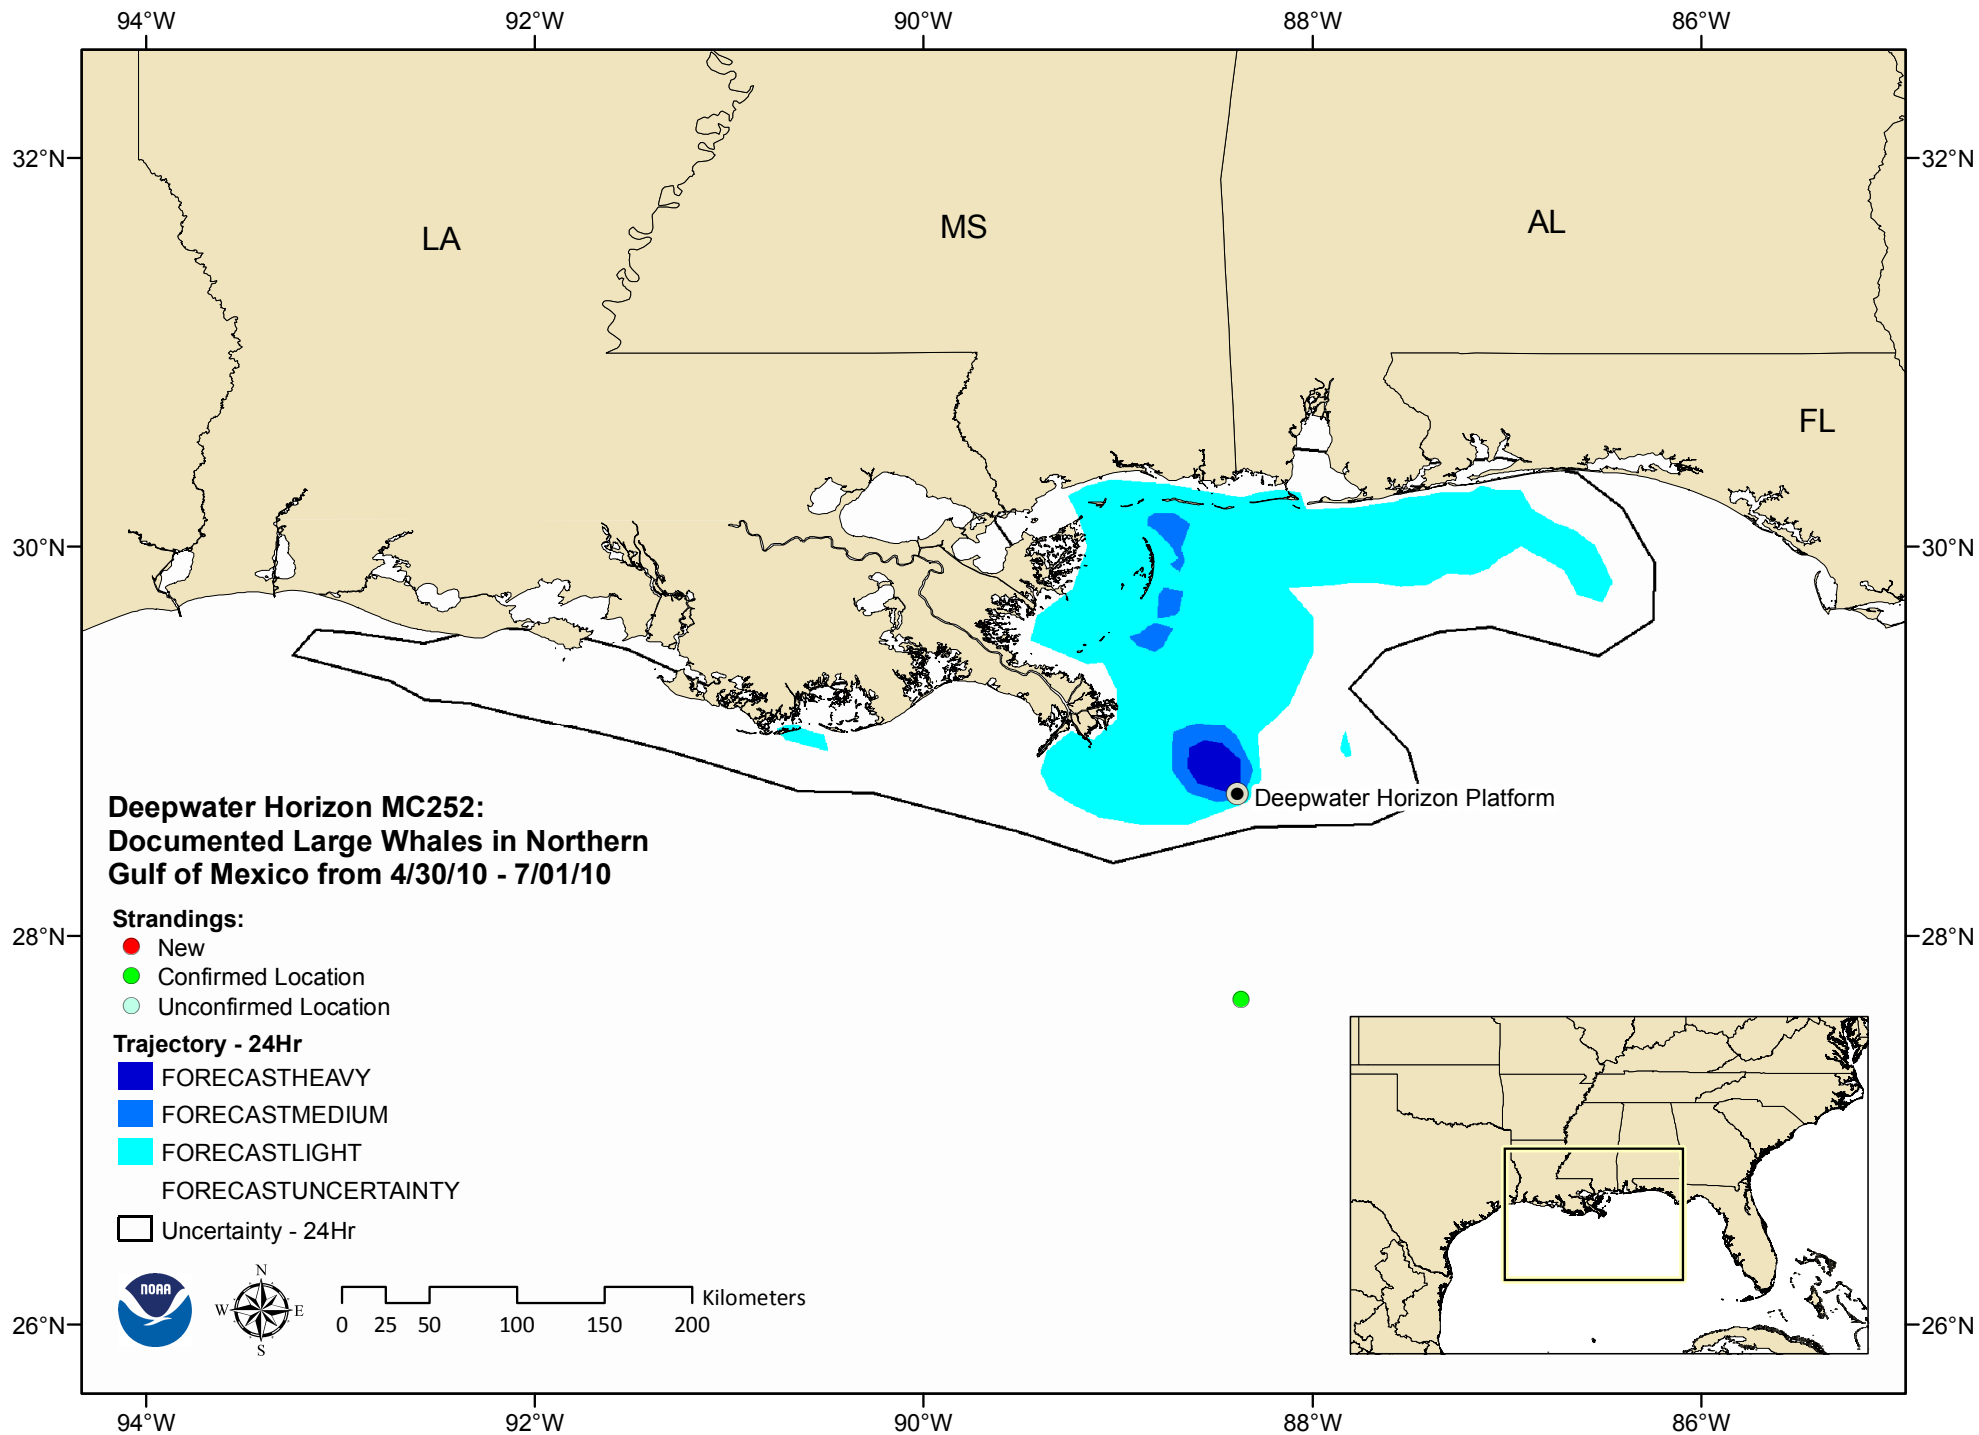 94°W 92°W 90°W 88°W 86°W
32°N 32°N
LA MS AL
FL
30°N 30°N
Deepwater Horizon Platform
Deepwater Horizon MC252:
Documented Large Whales in Northern
Gulf of Mexico from 4/30/10 - 7/01/10
Strandings:
28°N 28°N
New
Confirmed Location
Unconfirmed Location
Trajectory - 24Hr
FORECASTHEAVY
FORECASTMEDIUM
FORECASTLIGHT
FORECASTUNCERTAINTY
Uncertainty - 24Hr
NOAA
N
W E
S
Kilometers
0 25 50 100 150 200
26°N 26°N
94°W 92°W 90°W 88°W 86°W